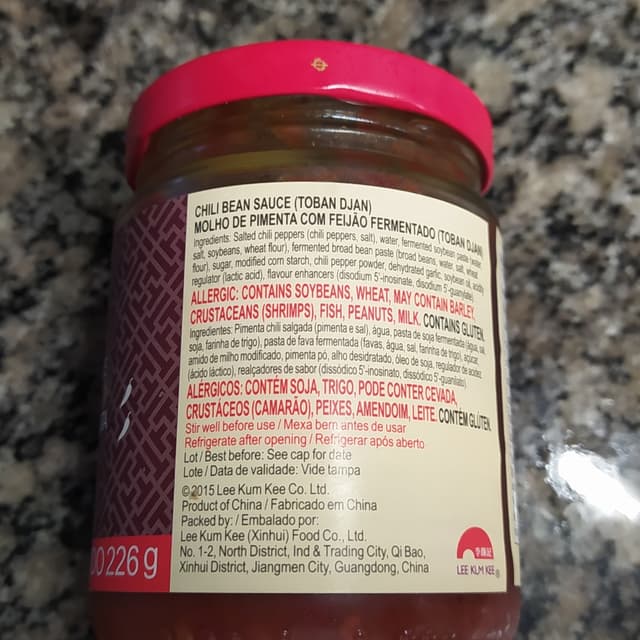 CHILI BEAN SAUCE (TOBAN DJAN)
MOLHO DE PIMENTA COM FEIJÃO FERMENTADO (TOBAN DJAN)
Ingredients: Salted chili peppers (chili peppers, salt), water, fermented soybean paste (water,
salt, soybeans, wheat flour), fermented broad bean paste (broad beans, water, salt, wheat
flour), sugar, modified corn starch, chili pepper powder, dehydrated garlic, soybean oil, acidity
regulator (lactic acid), flavour enhancers (disodium 5'-inosinate, disodium 5'-guanylate).
ALLERGIC: CONTAINS SOYBEANS, WHEAT, MAY CONTAIN BARLEY,
CRUSTACEANS (SHRIMPS), FISH, PEANUTS, MILK. CONTAINS GLUTEN.
Ingredientes: Pimenta chili salgada (pimenta e sal), água, pasta de soja fermentada (água, sal,
soja, farinha de trigo), pasta de fava fermentada (favas, água, sal, farinha de trigo), açúcar,
amido de milho modificado, pimenta pó, alho desidratado, óleo de soja, regulador de acidez
(ácido láctico), realçadores de sabor (dissódico 5'-inosinato, dissódico 5'-guanilato)
ALÉRGICOS: CONTÉM SOJA, TRIGO, PODE CONTER CEVADA,
CRUSTÁCEOS (CAMARÃO), PEIXES, AMENDOIM, LEITE. CONTÉM GLÚTEN.
Stir well before use / Mexa bem antes de usar
Refrigerate after opening / Refrigerar após aberto
Lot / Best before: See cap for date
Lote / Data de validade: Vide tampa
©2015 Lee Kum Kee Co. Ltd.
Product of China / Fabricado em China
Packed by: / Embalado por:
Lee Kum Kee (Xinhui) Food Co., Ltd.
No. 1-2, North District, Ind & Trading City, Qi Bao,
Xinhui District, Jiangmen City, Guangdong, China
226 g
李錦記
LEE KUM KEE®